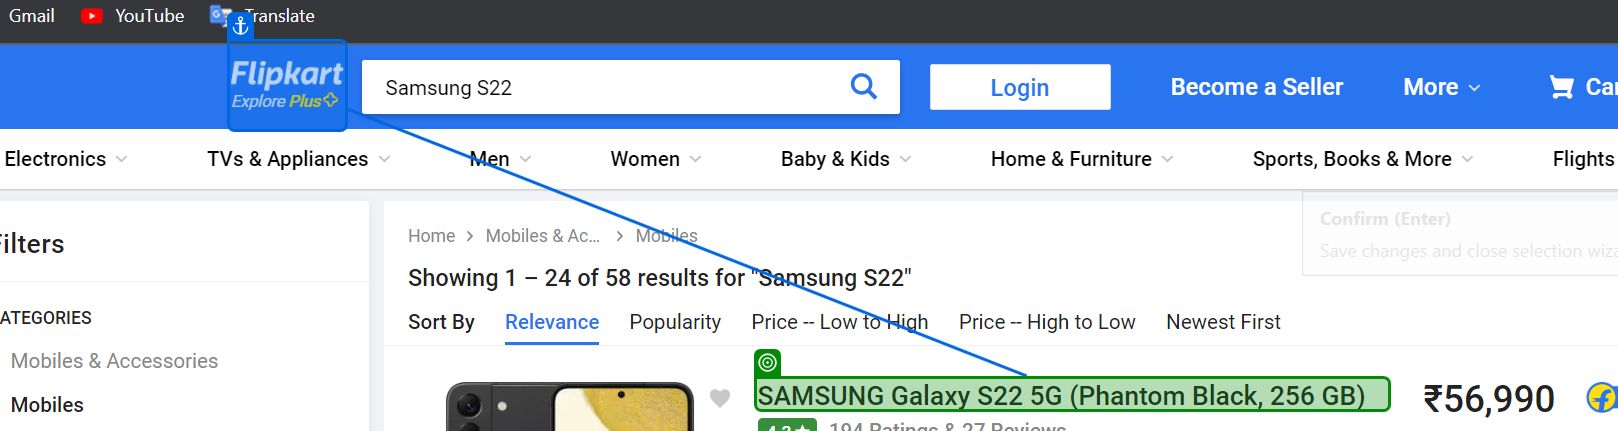 Gmail YouTube Translate
Flipkart
Explore Plus
Samsung S22
Login
Become a Seller
More
Electronics TVs & Appliances Men Women Baby & Kids Home & Furniture Sports, Books & More Flights
Confirm (Enter)
Save changes and close selection
Filters
Home Mobiles & Ac... Mobiles
Showing 1 – 24 of 58 results for "Samsung S22"
Sort By Relevance Popularity Price -- Low to High Price -- High to Low Newest First
ATEGORIES
Mobiles & Accessories
Mobiles
SAMSUNG Galaxy S22 5G (Phantom Black, 256 GB)
₹56,990
194 Ratings & 27 Reviews